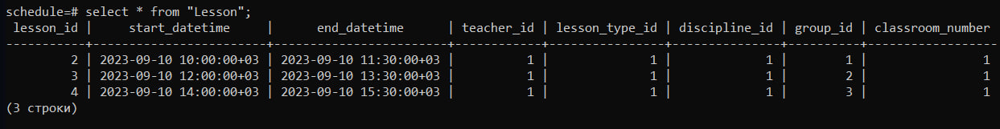 schedule=# select * from "Lesson";
 lesson_id |     start_datetime     |      end_datetime      | teacher_id | lesson_type_id | discipline_id | group_id | classroom_number
-----------+------------------------+------------------------+------------+----------------+---------------+----------+------------------
         2 | 2023-09-10 10:00:00+03 | 2023-09-10 11:30:00+03 |          1 |              1 |             1 |        1 |                1
         3 | 2023-09-10 12:00:00+03 | 2023-09-10 13:30:00+03 |          1 |              1 |             1 |        2 |                1
         4 | 2023-09-10 14:00:00+03 | 2023-09-10 15:30:00+03 |          1 |              1 |             1 |        3 |                1
(3 строки)